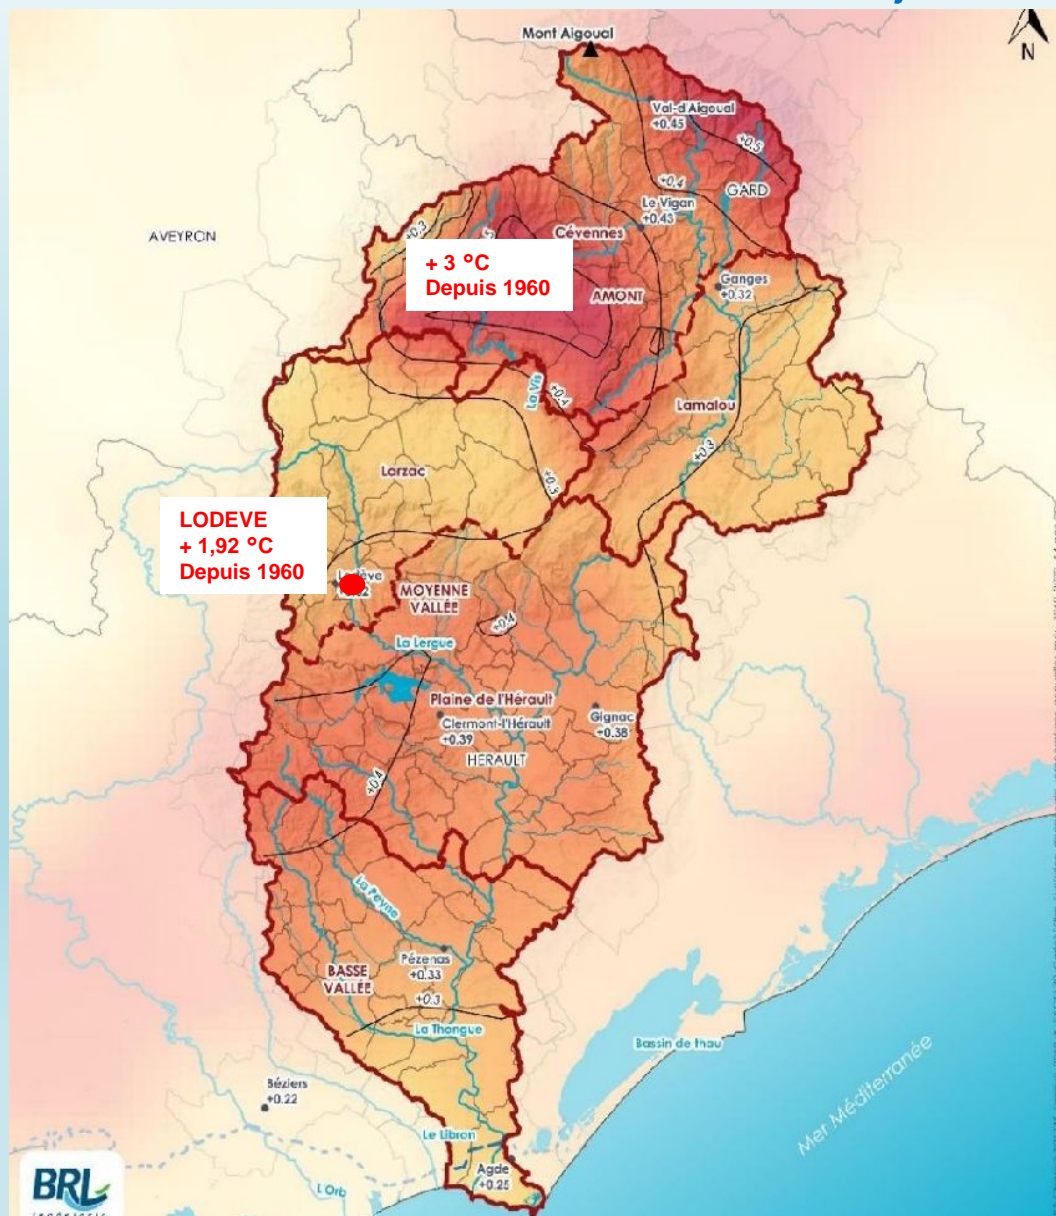 Mont Aigoual
N
Val-d'Aigoual
+0.45
+0.5
+0.4
GARD
Le Vigan
+0.43
AVEYRON
+0.3
Cévennes
+ 3 °C
Depuis 1960
AMONT
Ganges
+0.32
La Vis
+0.4
Lamalou
+0.3
Larzac
+0.3
LODEVE
+ 1,92 °C
Depuis 1960
MOYENNE
VALLÉE
+0.4
La Lergue
Plaine de l'Hérault
Clermont-l'Hérault
+0.39
Gignac
+0.38
HERAULT
+0.4
La Peyne
Pézenas
+0.33
BASSE
VALLÉE
+0.3
La Thongue
Bassin de thau
Mer Méditerranée
Béziers
+0.22
Le Libron
Agde
+0.25
L'Orb
BRL